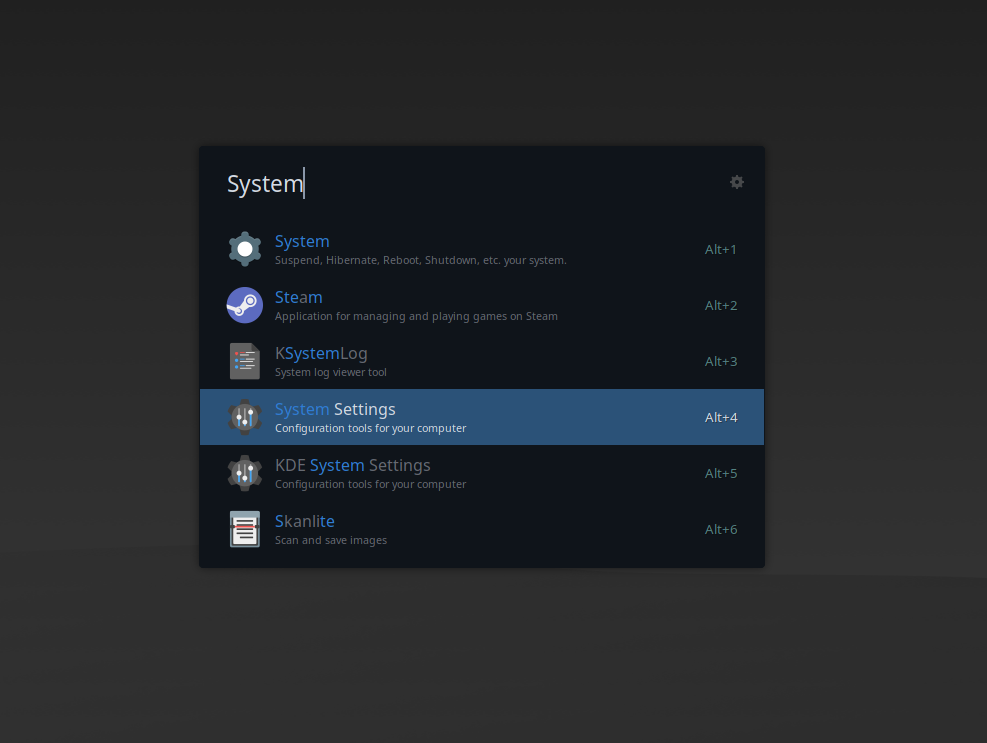 System
System
Suspend, Hibernate, Reboot, Shutdown, etc. your system.
Alt+1
Steam
Application for managing and playing games on Steam
Alt+2
KSystemLog
System log viewer tool
Alt+3
System Settings
Configuration tools for your computer
Alt+4
KDE System Settings
Configuration tools for your computer
Alt+5
Skanlite
Scan and save images
Alt+6